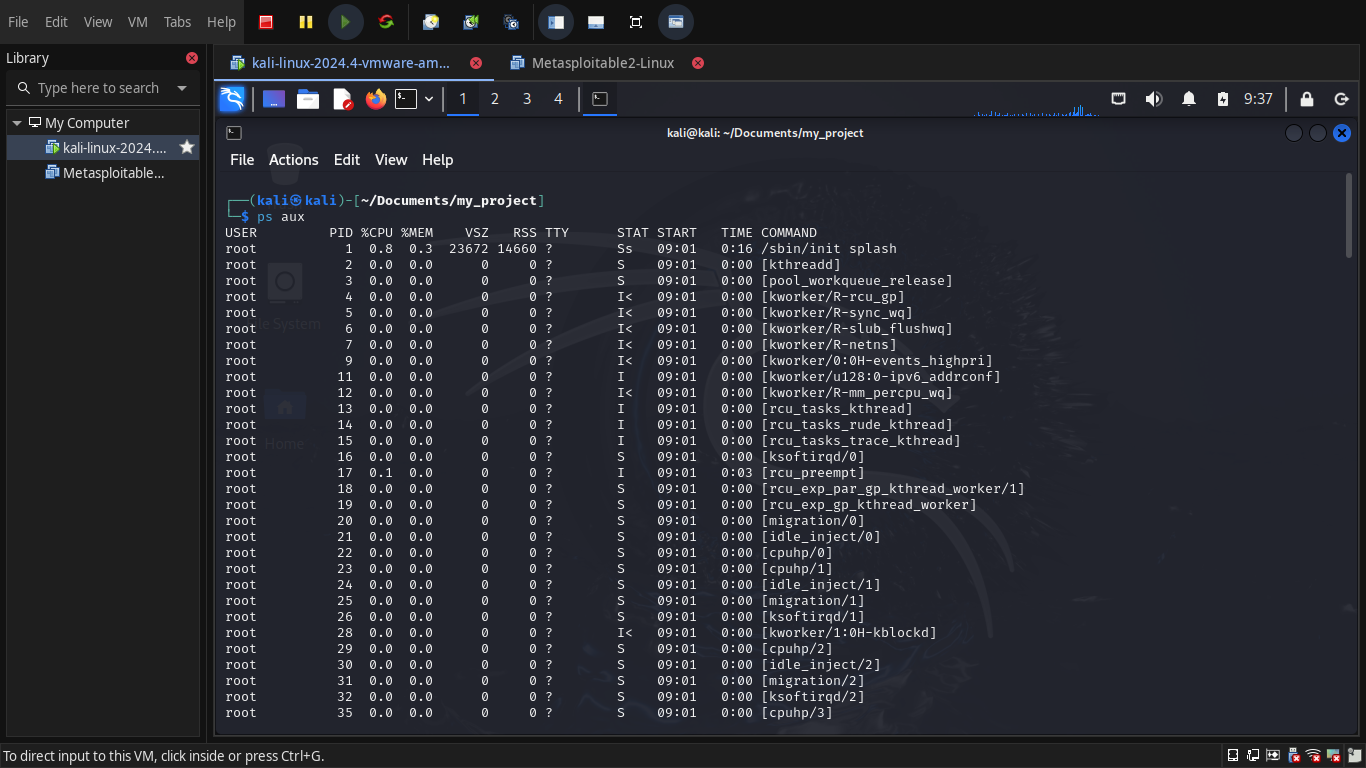 File Edit View VM Tabs Help
Library
kali-linux-2024.4-vmware-am...
Metasploitable2-Linux
Type here to search
1 2 3 4
9:37
My Computer
kali-linux-2024....
Metasploitable...
kali@kali: ~/Documents/my_project
File Actions Edit View Help
File System
Home
┌──(kali㉿kali)-[~/Documents/my_project]
└─$ ps aux
USER PID %CPU %MEM VSZ RSS TTY STAT START TIME COMMAND
root 1 0.8 0.3 23672 14660 ? Ss 09:01 0:16 /sbin/init splash
root 2 0.0 0.0 0 0 ? S 09:01 0:00 [kthreadd]
root 3 0.0 0.0 0 0 ? S 09:01 0:00 [pool_workqueue_release]
root 4 0.0 0.0 0 0 ? I< 09:01 0:00 [kworker/R-rcu_gp]
root 5 0.0 0.0 0 0 ? I< 09:01 0:00 [kworker/R-sync_wq]
root 6 0.0 0.0 0 0 ? I< 09:01 0:00 [kworker/R-slub_flushwq]
root 7 0.0 0.0 0 0 ? I< 09:01 0:00 [kworker/R-netns]
root 9 0.0 0.0 0 0 ? I< 09:01 0:00 [kworker/0:0H-events_highpri]
root 11 0.0 0.0 0 0 ? I 09:01 0:00 [kworker/u128:0-ipv6_addrconf]
root 12 0.0 0.0 0 0 ? I< 09:01 0:00 [kworker/R-mm_percpu_wq]
root 13 0.0 0.0 0 0 ? I 09:01 0:00 [rcu_tasks_kthread]
root 14 0.0 0.0 0 0 ? I 09:01 0:00 [rcu_tasks_rude_kthread]
root 15 0.0 0.0 0 0 ? I 09:01 0:00 [rcu_tasks_trace_kthread]
root 16 0.0 0.0 0 0 ? S 09:01 0:00 [ksoftirqd/0]
root 17 0.1 0.0 0 0 ? I 09:01 0:03 [rcu_preempt]
root 18 0.0 0.0 0 0 ? S 09:01 0:00 [rcu_exp_par_gp_kthread_worker/1]
root 19 0.0 0.0 0 0 ? S 09:01 0:00 [rcu_exp_gp_kthread_worker]
root 20 0.0 0.0 0 0 ? S 09:01 0:00 [migration/0]
root 21 0.0 0.0 0 0 ? S 09:01 0:00 [idle_inject/0]
root 22 0.0 0.0 0 0 ? S 09:01 0:00 [cpuhp/0]
root 23 0.0 0.0 0 0 ? S 09:01 0:00 [cpuhp/1]
root 24 0.0 0.0 0 0 ? S 09:01 0:00 [idle_inject/1]
root 25 0.0 0.0 0 0 ? S 09:01 0:00 [migration/1]
root 26 0.0 0.0 0 0 ? S 09:01 0:00 [ksoftirqd/1]
root 28 0.0 0.0 0 0 ? I< 09:01 0:00 [kworker/1:0H-kblockd]
root 29 0.0 0.0 0 0 ? S 09:01 0:00 [cpuhp/2]
root 30 0.0 0.0 0 0 ? S 09:01 0:00 [idle_inject/2]
root 31 0.0 0.0 0 0 ? S 09:01 0:00 [migration/2]
root 32 0.0 0.0 0 0 ? S 09:01 0:00 [ksoftirqd/2]
root 35 0.0 0.0 0 0 ? S 09:01 0:00 [cpuhp/3]
To direct input to this VM, click inside or press Ctrl+G.